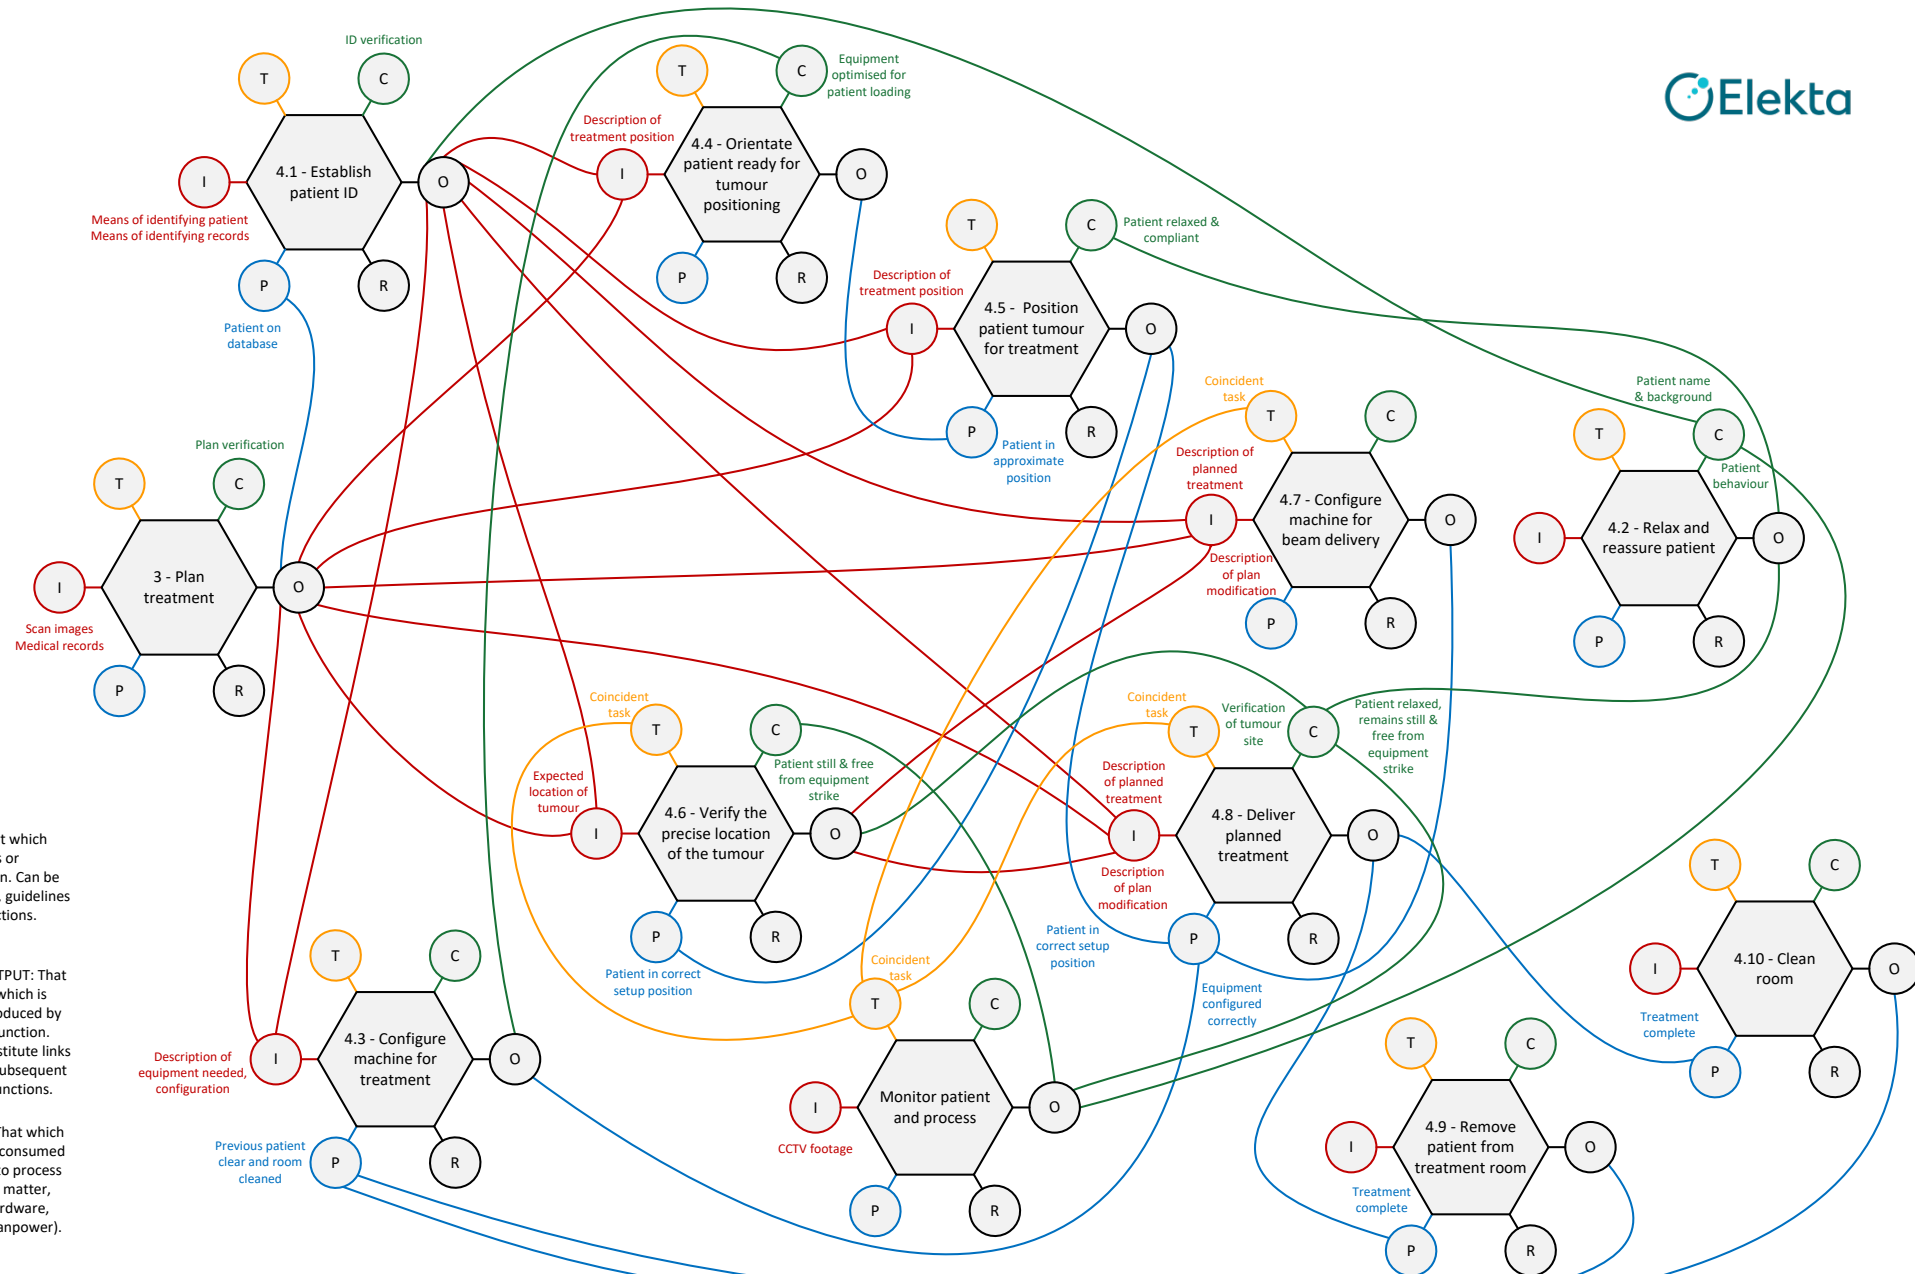 ID verification
T
C
4.1 - Establish
patient ID
I
O
Means of identifying patient
Means of identifying records
P
R
Patient on
database
T
C
Equipment
optimised for
patient loading
Description of
treatment position
4.4 - Orientate
patient ready for
tumour
positioning
I
O
P
R
Elekta
T
C
Patient relaxed &
compliant
Description of
treatment position
I
4.5 - Position
patient tumour
for treatment
O
P
R
Patient in
approximate
position
Coincident
task
T
C
Description of
planned
treatment
I
4.7 - Configure
machine for
beam delivery
O
Description
of plan
modification
P
R
Patient name
& background
T
C
Patient
behaviour
I
4.2 - Relax and
reassure patient
O
P
R
Plan verification
T
C
I
3 - Plan
treatment
O
Scan images
Medical records
P
R
Coincident
task
T
C
Patient still & free
from equipment
strike
Expected
location of
tumour
I
4.6 - Verify the
precise location
of the tumour
O
P
R
Patient in correct
setup position
Coincident
task
T
Verification
of tumour
site
C
Patient relaxed,
remains still &
free from
equipment
strike
Description
of planned
treatment
I
4.8 - Deliver
planned
treatment
O
Description
of plan
modification
P
R
Patient in
correct setup
position
Equipment
configured
correctly
t which
s or
n. Can be
, guidelines
ctions.
TPUT: That
which is
oduced by
unction.
stitute links
ubsequent
unctions.
That which
consumed
to process
matter,
rdware,
anpower).
T
C
I
4.3 - Configure
machine for
treatment
O
Description of
equipment needed,
configuration
P
R
Previous patient
clear and room
cleaned
Coincident
task
T
C
I
Monitor patient
and process
O
CCTV footage
P
R
T
C
I
4.10 - Clean
room
O
Treatment
complete
P
R
T
C
I
4.9 - Remove
patient from
treatment room
O
Treatment
complete
P
R